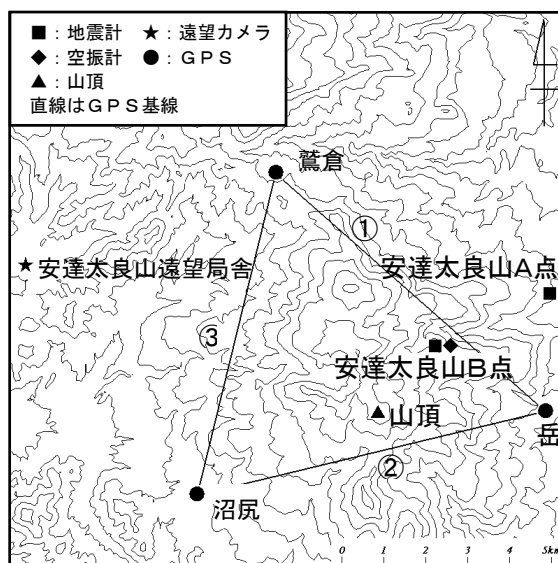 ■：地震計　★：遠望カメラ
◆：空振計　●：ＧＰＳ
▲：山頂
直線はＧＰＳ基線
鷲倉
①
★安達太良山遠望局舎
安達太良山A点
③
安達太良山B点
▲山頂
岳
②
沼尻
0 1 2 3 4 5km